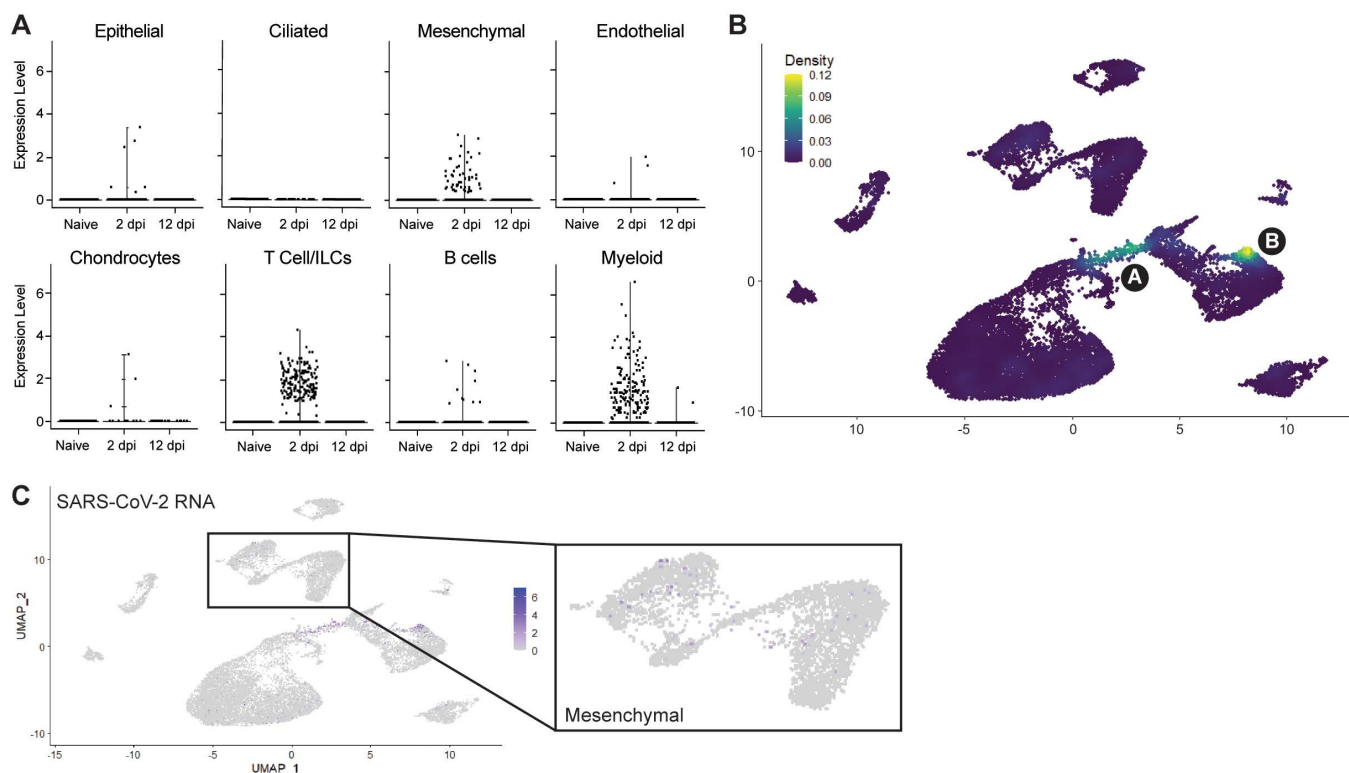 A
Epithelial
Ciliated
Mesenchymal
Endothelial
Expression Level
6
4
2
0
Naive 2 dpi 12 dpi
Naive 2 dpi 12 dpi
Naive 2 dpi 12 dpi
Naive 2 dpi 12 dpi
Chondrocytes
T Cell/ILCs
B cells
Myeloid
Expression Level
6
4
2
0
Naive 2 dpi 12 dpi
Naive 2 dpi 12 dpi
Naive 2 dpi 12 dpi
Naive 2 dpi 12 dpi
B
Density
0.12
0.09
0.06
0.03
0.00
10
0
-10
10 -5 0 5 10
A
B
C
SARS-CoV-2 RNA
UMAP_2
10
0
-10
-15 -10 -5 0 5 10
UMAP_1
6
4
2
0
Mesenchymal